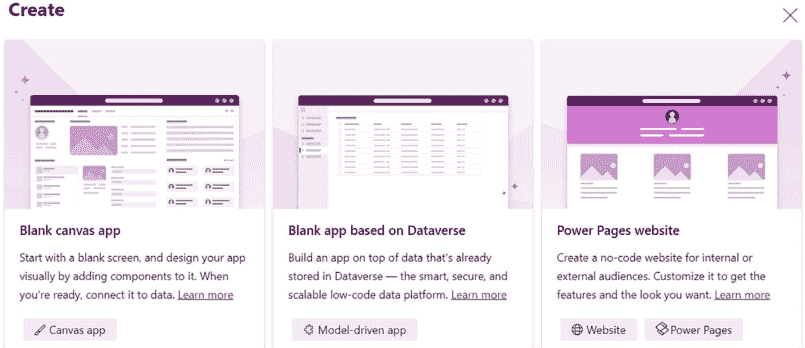 Create
Blank canvas app
Start with a blank screen, and design your app
visually by adding components to it. When
you're ready, connect it to data. Learn more
Canvas app
Blank app based on Dataverse
Build an app on top of data that's already
stored in Dataverse — the smart, secure, and
scalable low-code data platform. Learn more
Model-driven app
Power Pages website
Create a no-code website for internal or
external audiences. Customize it to get the
features and the look you want. Learn more
Website
Power Pages